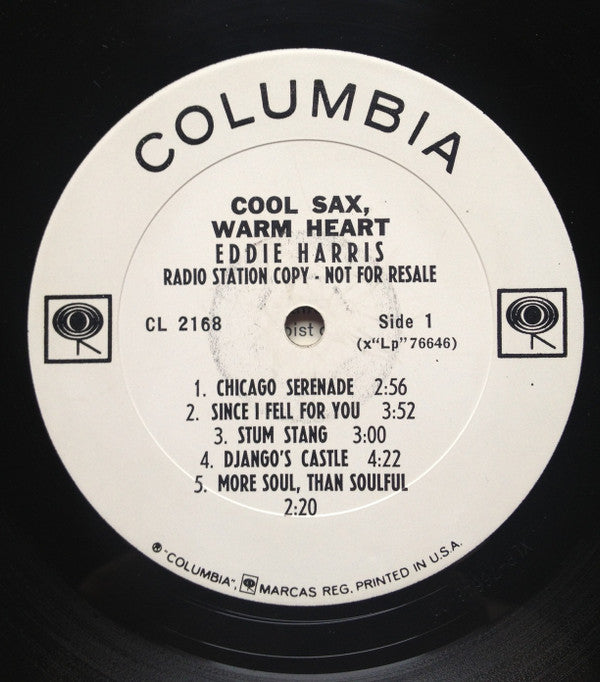 COLUMBIA
COOL SAX,
WARM HEART
EDDIE HARRIS
RADIO STATION COPY - NOT FOR RESALE
CL 2168
Side 1
(x"Lp" 76646)
1. CHICAGO SERENADE 2:56
2. SINCE I FELL FOR YOU 3:52
3. STUM STANG 3:00
4. DJANGO'S CASTLE 4:22
5. MORE SOUL, THAN SOULFUL
2:20
® "COLUMBIA", MARCAS REG. PRINTED IN U.S.A.